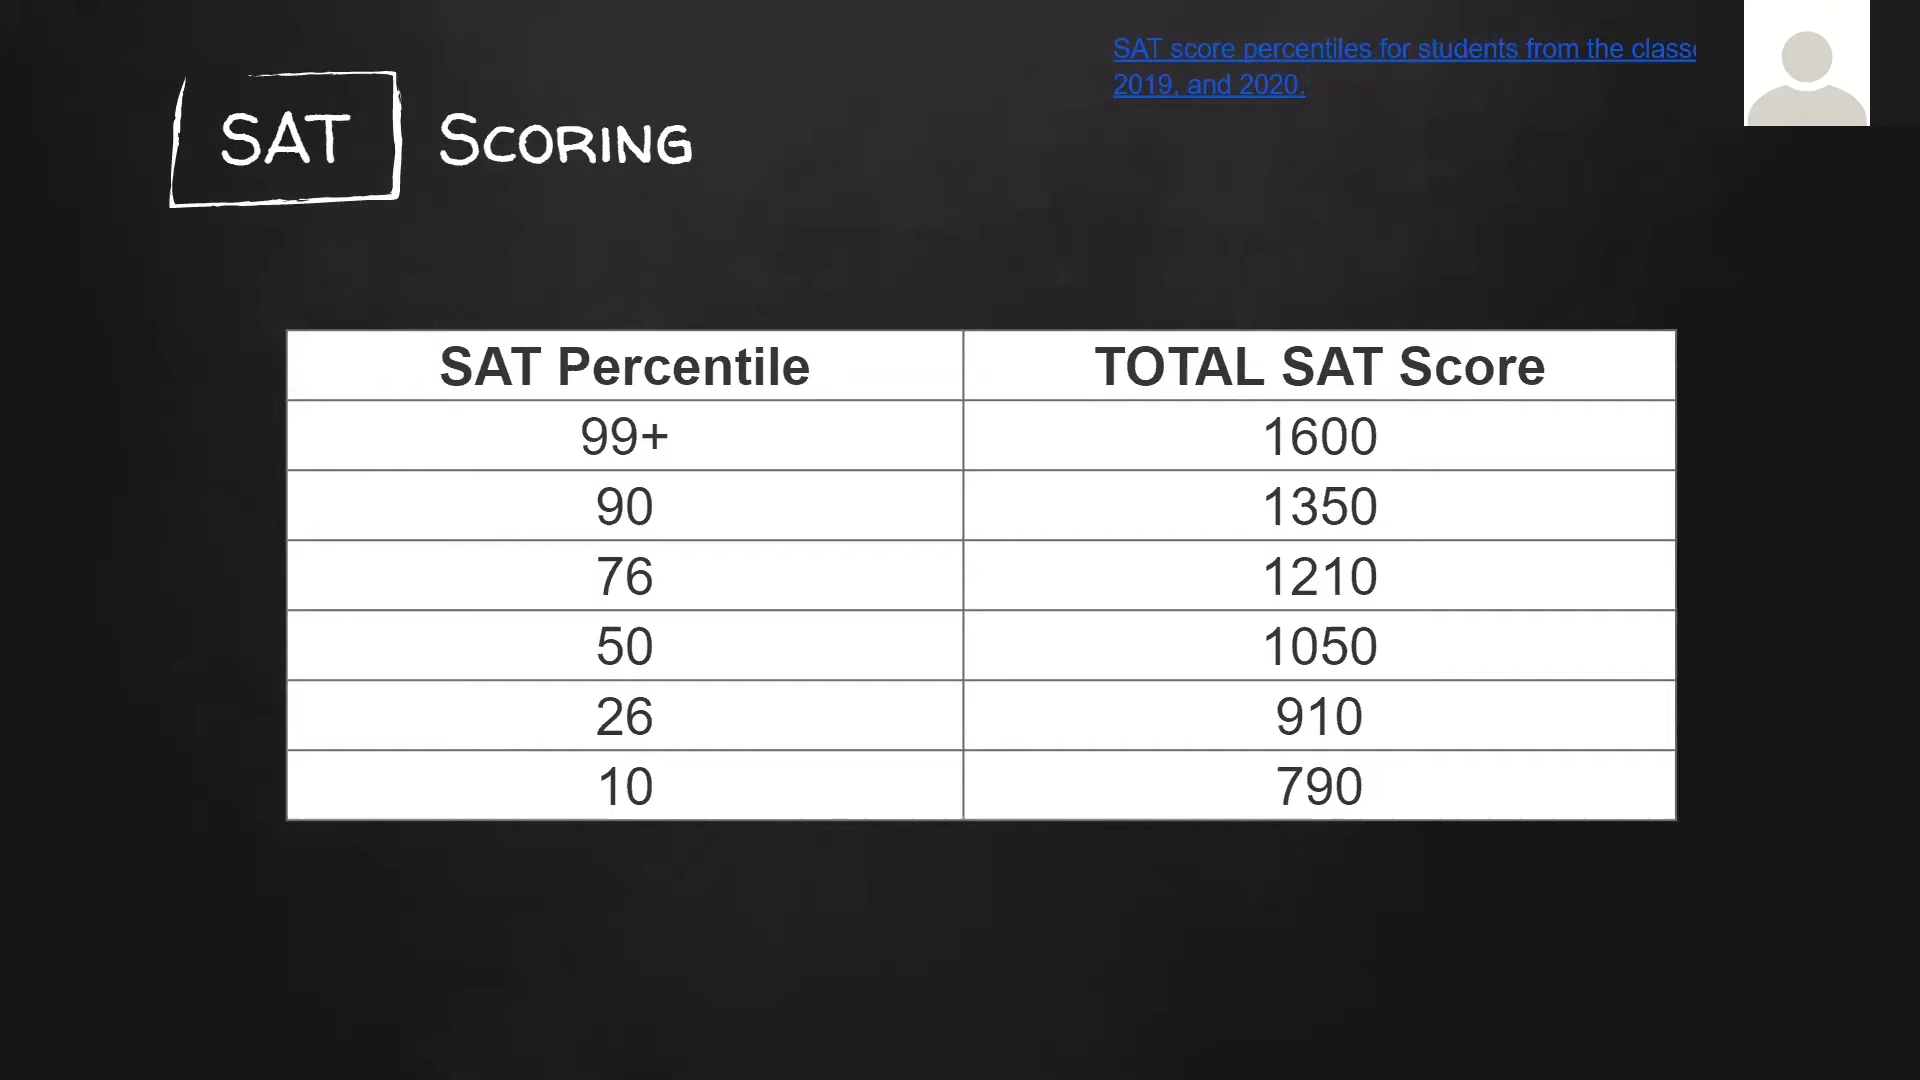 SAT score percentiles for students from the
2019, and 2020.
SAT SCORING
SAT Percentile TOTAL SAT Score
99+ 1600
90 1350
76 1210
50 1050
26 910
10 790